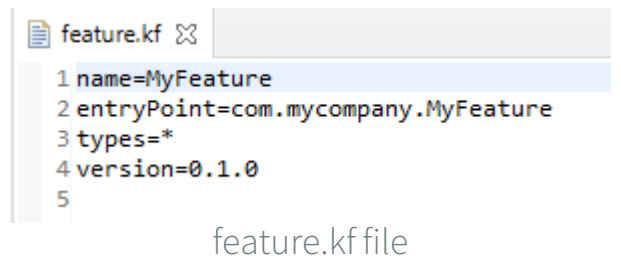 feature.kf
1 name=MyFeature
2 entryPoint=com.mycompany.MyFeature
3 types=*
4 version=0.1.0
5
feature.kf file